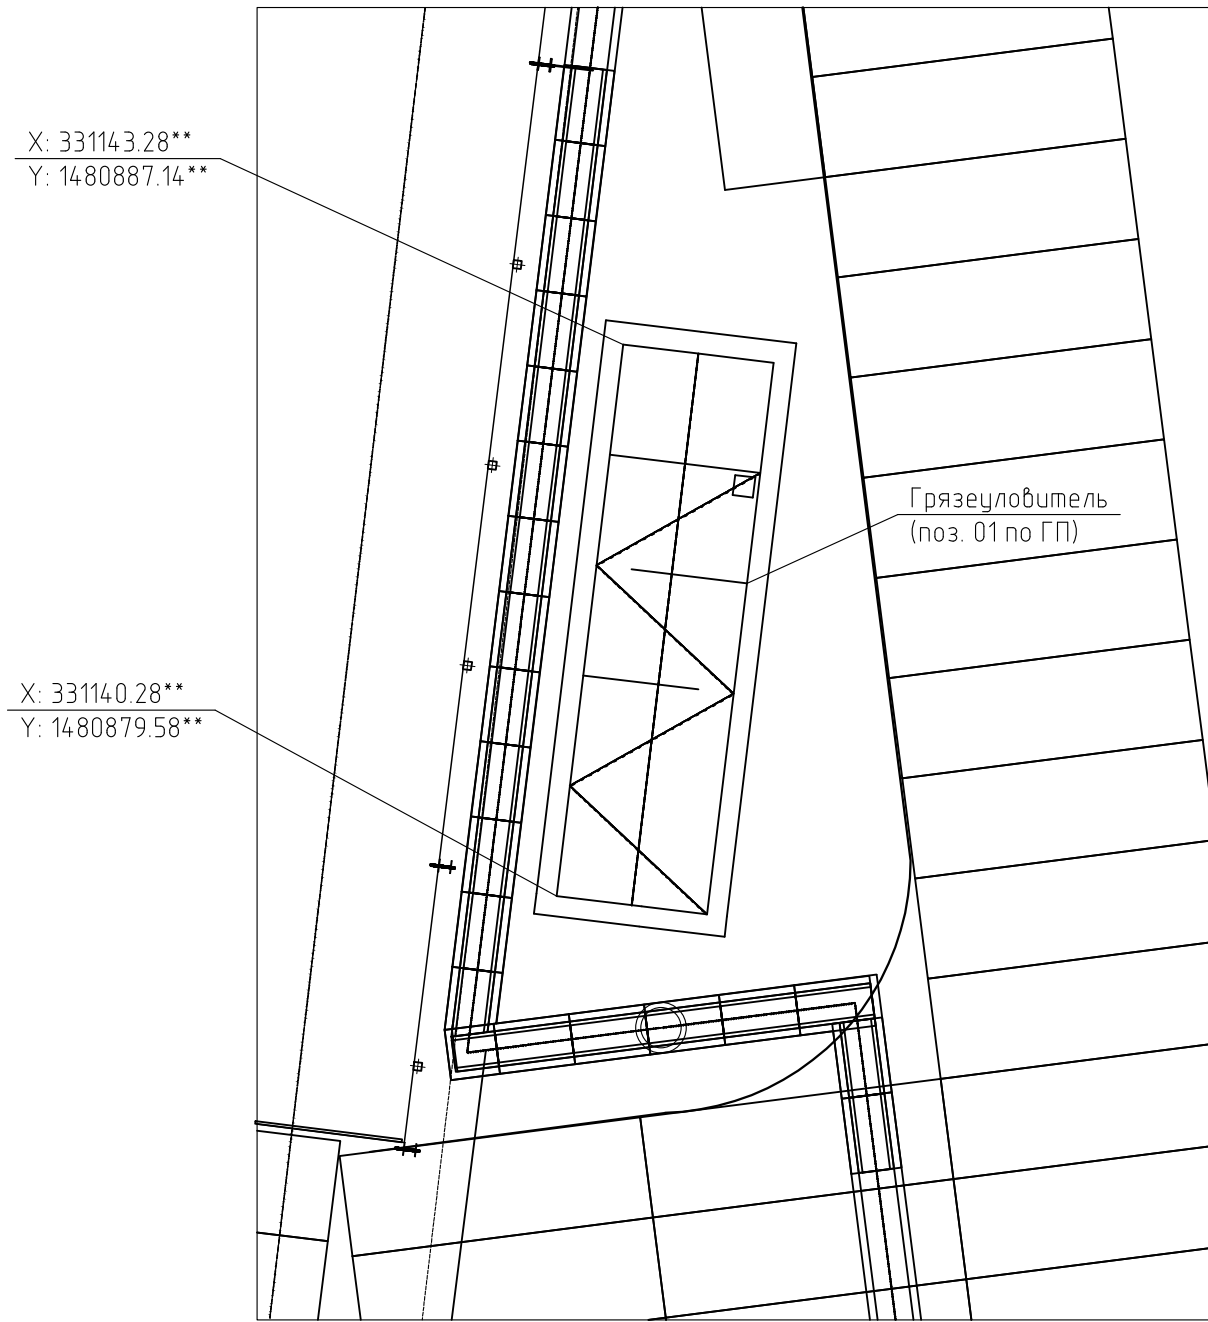 X: 331143.28**
Y: 1480887.14**
Грязеуловитель
(поз. 01 по ГП)
X: 331140.28**
Y: 1480879.58**